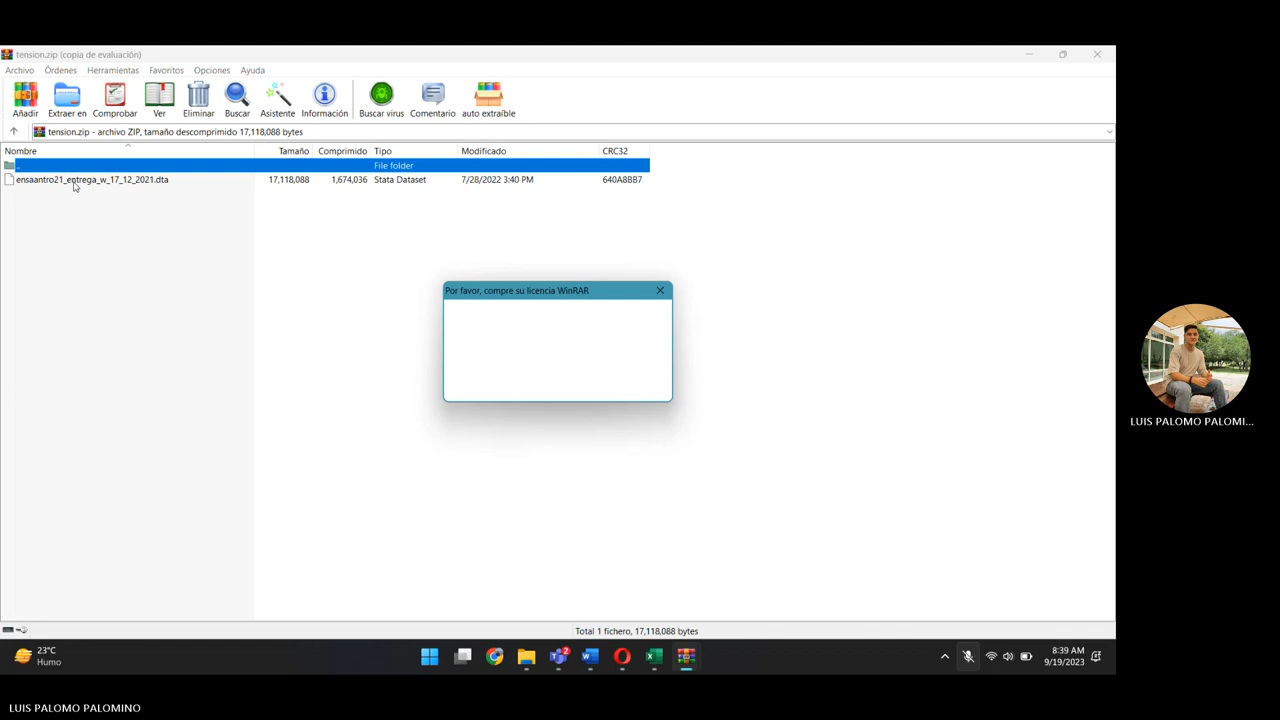 tension.zip (copia de evaluación)
Archivo Órdenes Herramientas Favoritos Opciones Ayuda
Añadir Extraer en Comprobar Ver Eliminar Buscar Asistente Información Buscar virus Comentario auto extraíble
tension.zip - archivo ZIP, tamaño descomprimido 17,118,088 bytes
Nombre Tamaño Comprimido Tipo Modificado CRC32
.. File folder
ensaantro21_entrega_w_17_12_2021.dta 17,118,088 1,674,036 Stata Dataset 7/28/2022 3:40 PM 640A8BB7
Por favor, compre su licencia WinRAR
LUIS PALOMO PALOMI...
Total 1 fichero, 17,118,088 bytes
23°C
Humo
2
8:39 AM
9/19/2023
LUIS PALOMO PALOMINO